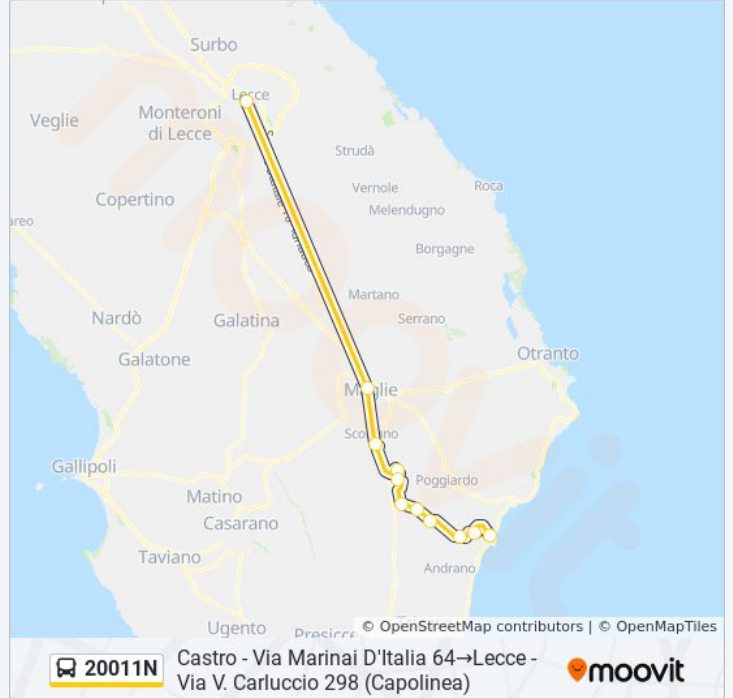 Surbo
Lecce
Monteroni
di Lecce
Veglie
Strudà
Vernole
Roca
Copertino
Melendugno
areo
Borgagne
Martano
Nardò
Galatina
Serrano
Galatone
Otranto
Maglie
Scorrano
Gallipoli
Poggiardo
Matino
Casarano
Taviano
Andrano
Ugento
© OpenStreetMap contributors | © OpenMapTiles
20011N
Castro - Via Marinai D'Italia 64→Lecce -
Via V. Carluccio 298 (Capolinea)
moovit